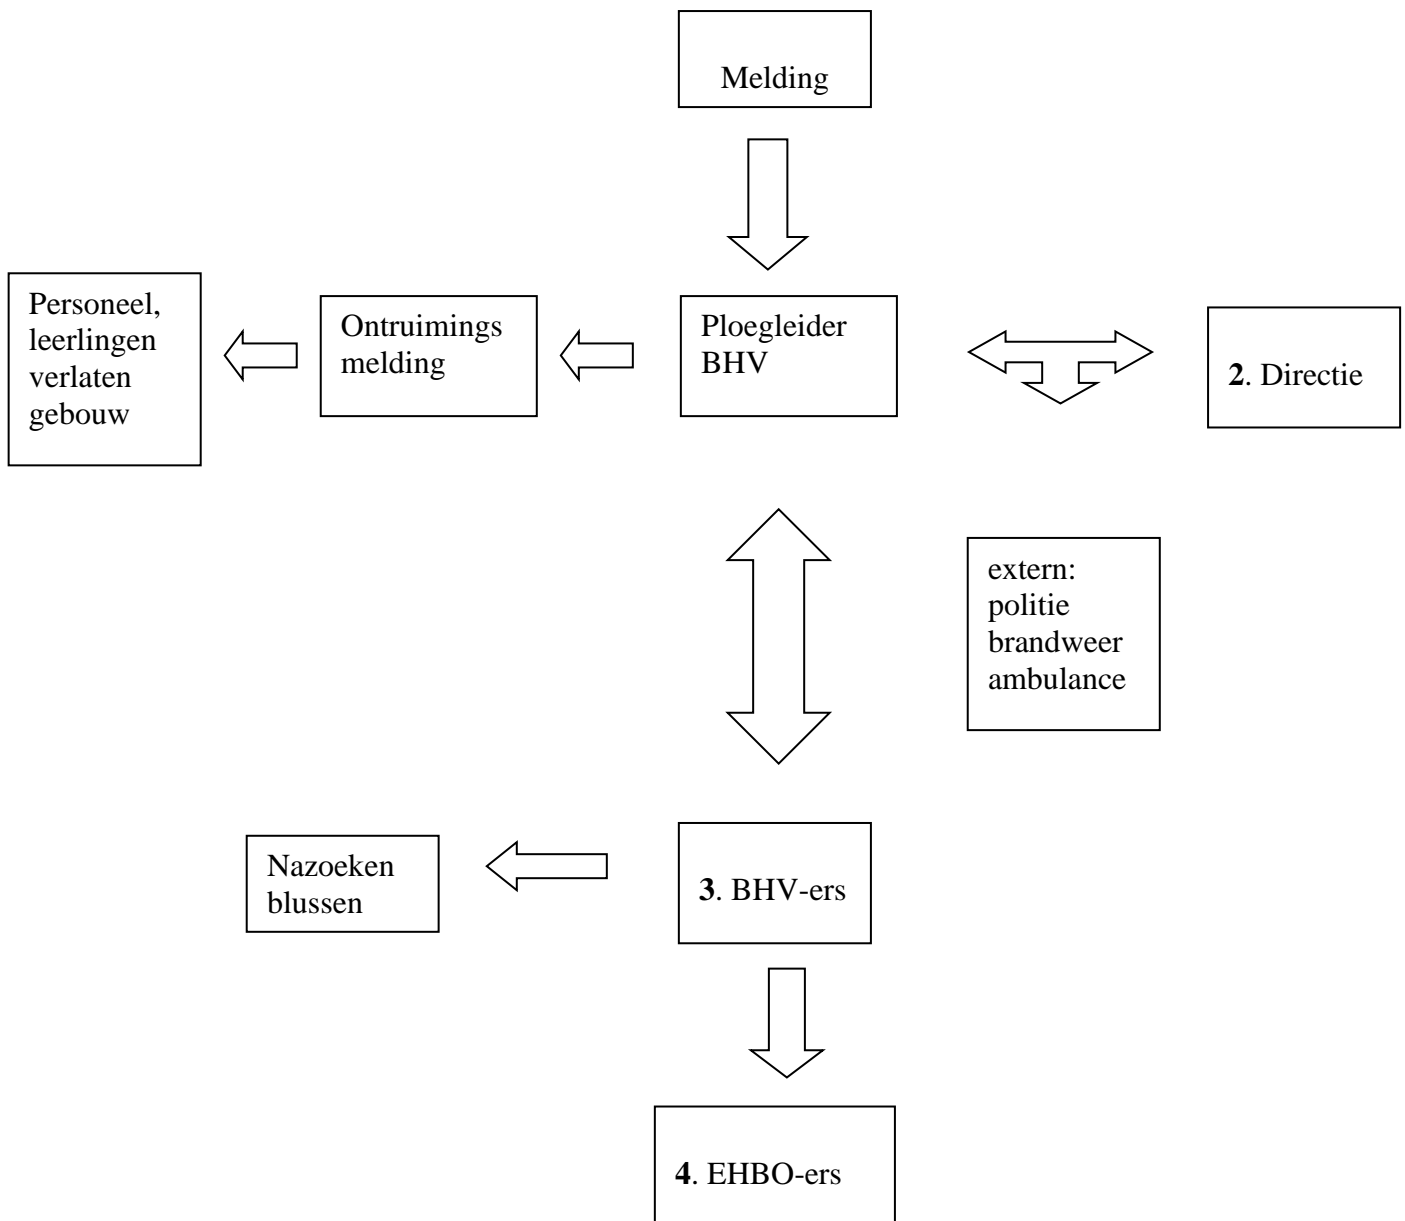 Melding
Personeel,
leerlingen
verlaten
gebouw
Ontruimings
melding
Ploegleider
BHV
2. Directie
extern:
politie
brandweer
ambulance
Nazoeken
blussen
3. BHV-ers
4. EHBO-ers